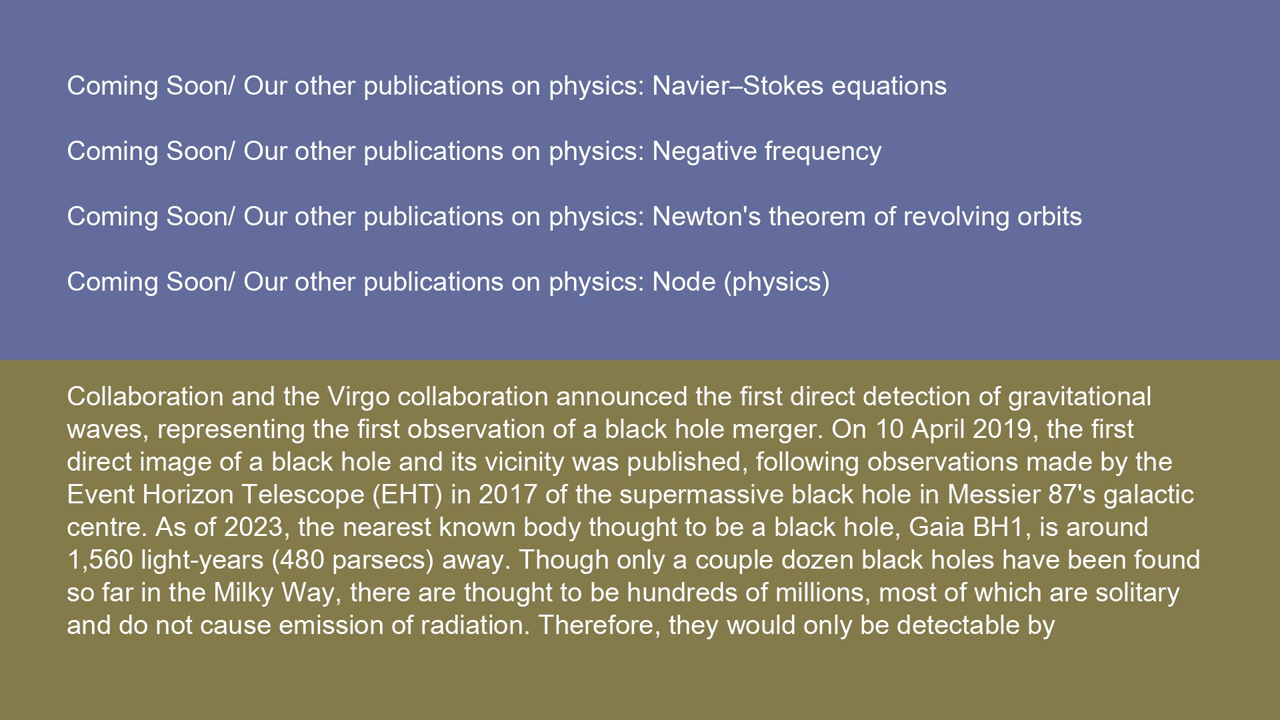 Coming Soon/ Our other publications on physics: Navier–Stokes equations
Coming Soon/ Our other publications on physics: Negative frequency
Coming Soon/ Our other publications on physics: Newton's theorem of revolving orbits
Coming Soon/ Our other publications on physics: Node (physics)
Collaboration and the Virgo collaboration announced the first direct detection of gravitational
waves, representing the first observation of a black hole merger. On 10 April 2019, the first
direct image of a black hole and its vicinity was published, following observations made by the
Event Horizon Telescope (EHT) in 2017 of the supermassive black hole in Messier 87's galactic
centre. As of 2023, the nearest known body thought to be a black hole, Gaia BH1, is around
1,560 light-years (480 parsecs) away. Though only a couple dozen black holes have been found
so far in the Milky Way, there are thought to be hundreds of millions, most of which are solitary
and do not cause emission of radiation. Therefore, they would only be detectable by